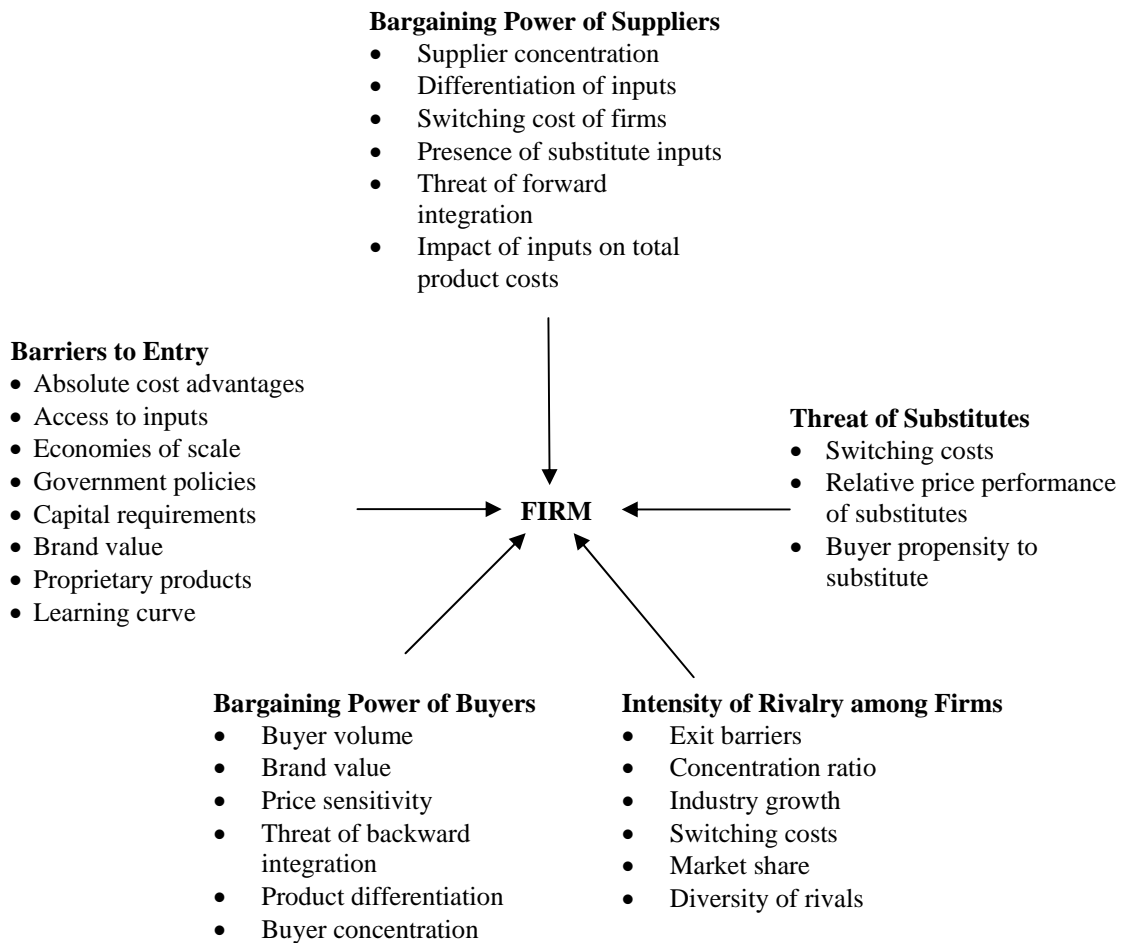 Bargaining Power of Suppliers
• Supplier concentration
• Differentiation of inputs
• Switching cost of firms
• Presence of substitute inputs
• Threat of forward
integration
• Impact of inputs on total
product costs
Barriers to Entry
• Absolute cost advantages
• Access to inputs
• Economies of scale
• Government policies
• Capital requirements
• Brand value
• Proprietary products
• Learning curve
FIRM
Threat of Substitutes
• Switching costs
• Relative price performance
of substitutes
• Buyer propensity to
substitute
Bargaining Power of Buyers
• Buyer volume
• Brand value
• Price sensitivity
• Threat of backward
integration
• Product differentiation
• Buyer concentration
Intensity of Rivalry among Firms
• Exit barriers
• Concentration ratio
• Industry growth
• Switching costs
• Market share
• Diversity of rivals